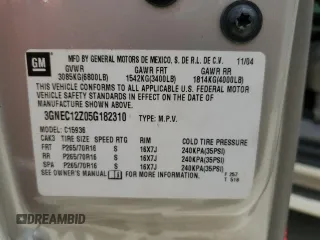 GM
MFD BY GENERAL MOTORS DE MEXICO, S. DE R.L. DE C.V. 11/04
GVWR GAWR FRT GAWR RR
3085KG(6800LB) 1542KG(3400LB) 1814KG(4000LB)
THIS VEHICLE CONFORMS TO ALL APPLICABLE U.S. FEDERAL MOTOR
VEHICLE SAFETY STANDARDS IN EFFECT ON THE DATE OF
MANUFACTURE SHOWN ABOVE.
3GNEC12Z05G182310 TYPE: M.P.V.
MODEL: C15936
TIRE SIZE SPEED RTG RIM COLD TIRE PRESSURE
FRT P265/70R16 S 16X7J 240KPA(35PSI)
RR P265/70R16 S 16X7J 240KPA(35PSI)
SPA P265/70R16 S 16X7J 240KPA(35PSI)
SEE OWNER'S MANUAL FOR ADDITIONAL INFORMATION.
DREAMBID